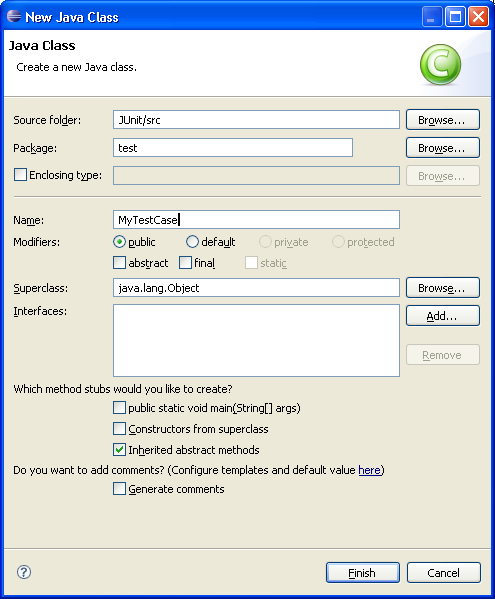 New Java Class
Java Class
Create a new Java class.
C
Source folder: JUnit/src Browse...
Package: test Browse...
Enclosing type: Browse...
Name: MyTestCase
Modifiers: public default private protected
abstract final static
Superclass: java.lang.Object Browse...
Interfaces: Add...
Remove
Which method stubs would you like to create?
public static void main(String[] args)
Constructors from superclass
Inherited abstract methods
Do you want to add comments? (Configure templates and default value here)
Generate comments
? Finish Cancel